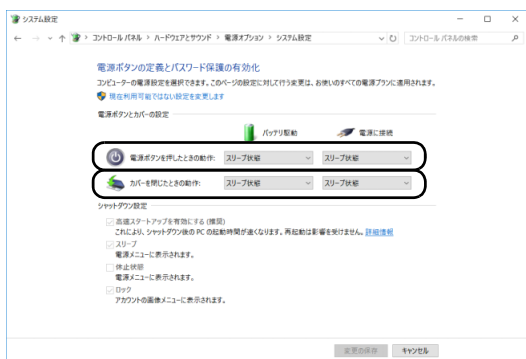 システム設定
コントロール パネル > ハードウェアとサウンド > 電源オプション > システム設定
コントロール パネルの検索
電源ボタンの定義とパスワード保護の有効化
コンピューターの電源設定を選択できます。このページの設定に対して行う変更は、お使いのすべての電源プランに適用されます。
現在利用可能ではない設定を変更します
電源ボタンとカバーの設定
バッテリ駆動 電源に接続
電源ボタンを押したときの動作: スリープ状態 スリープ状態
カバーを閉じたときの動作: スリープ状態 スリープ状態
シャットダウン設定
高速スタートアップを有効にする (推奨)
これにより、シャットダウン後の PC の起動時間が速くなります。再起動は影響を受けません。詳細情報
スリープ
電源メニューに表示されます。
休止状態
電源メニューに表示されます。
ロック
アカウントの画像メニューに表示されます。
変更の保存 キャンセル